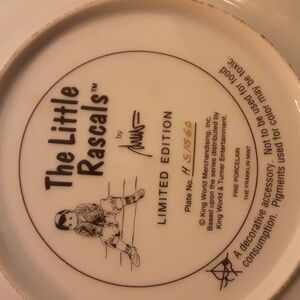 The Little
Rascals™
by
LIMITED EDITION
Plate No. HS1560
© King World Merchandising, Inc.
Based upon the series distributed by
King World & Turner Entertainment.
FINE PORCELAIN
THE FRANKLIN MINT
A decorative accessory. Not to be used for food
consumption. Pigments used for color may be toxic.